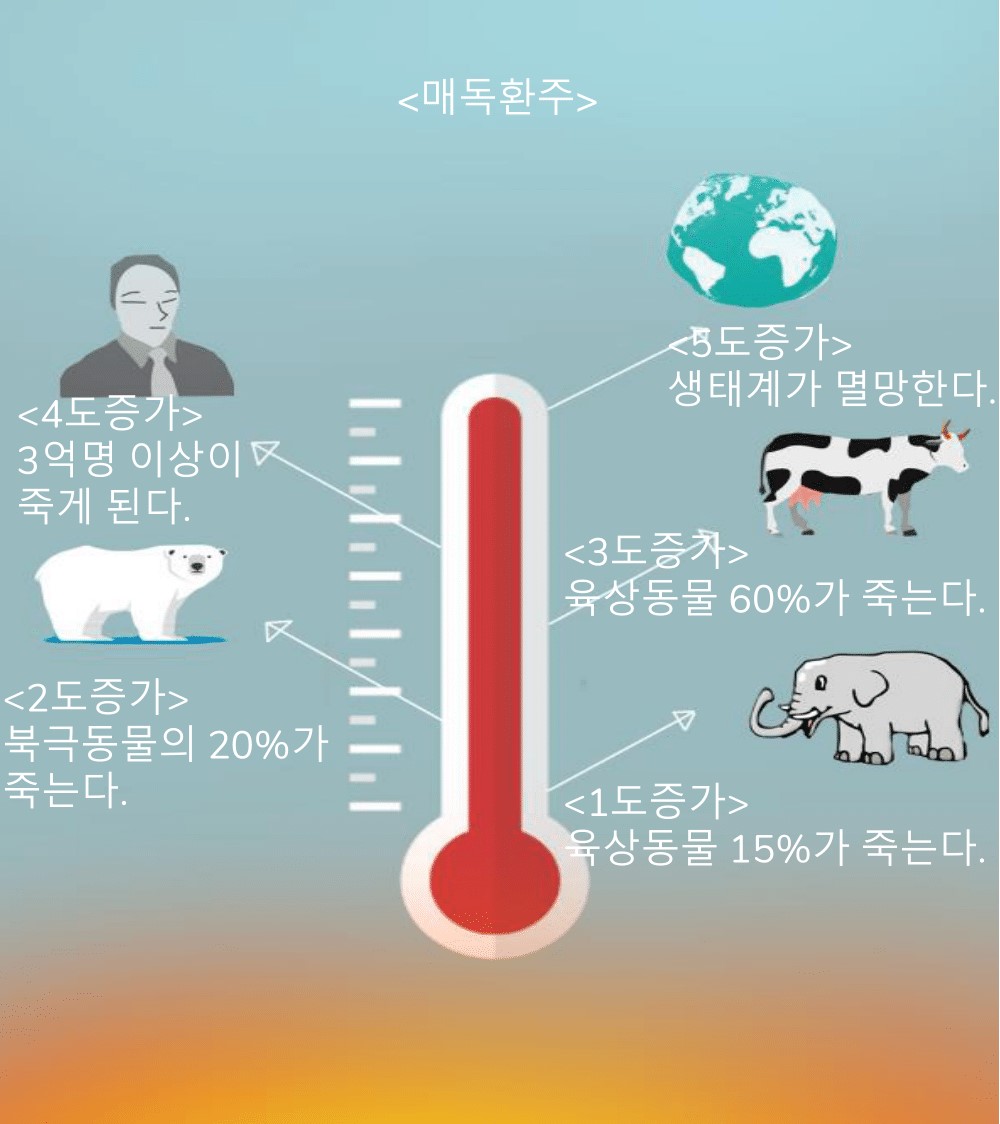 <매독환주>
<5도증가>
생태계가 멸망한다.
<4도증가>
3억명 이상이
죽게 된다.
<3도증가>
육상동물 60%가 죽는다.
<2도증가>
북극동물의 20%가
죽는다.
<1도증가>
육상동물 15%가 죽는다.